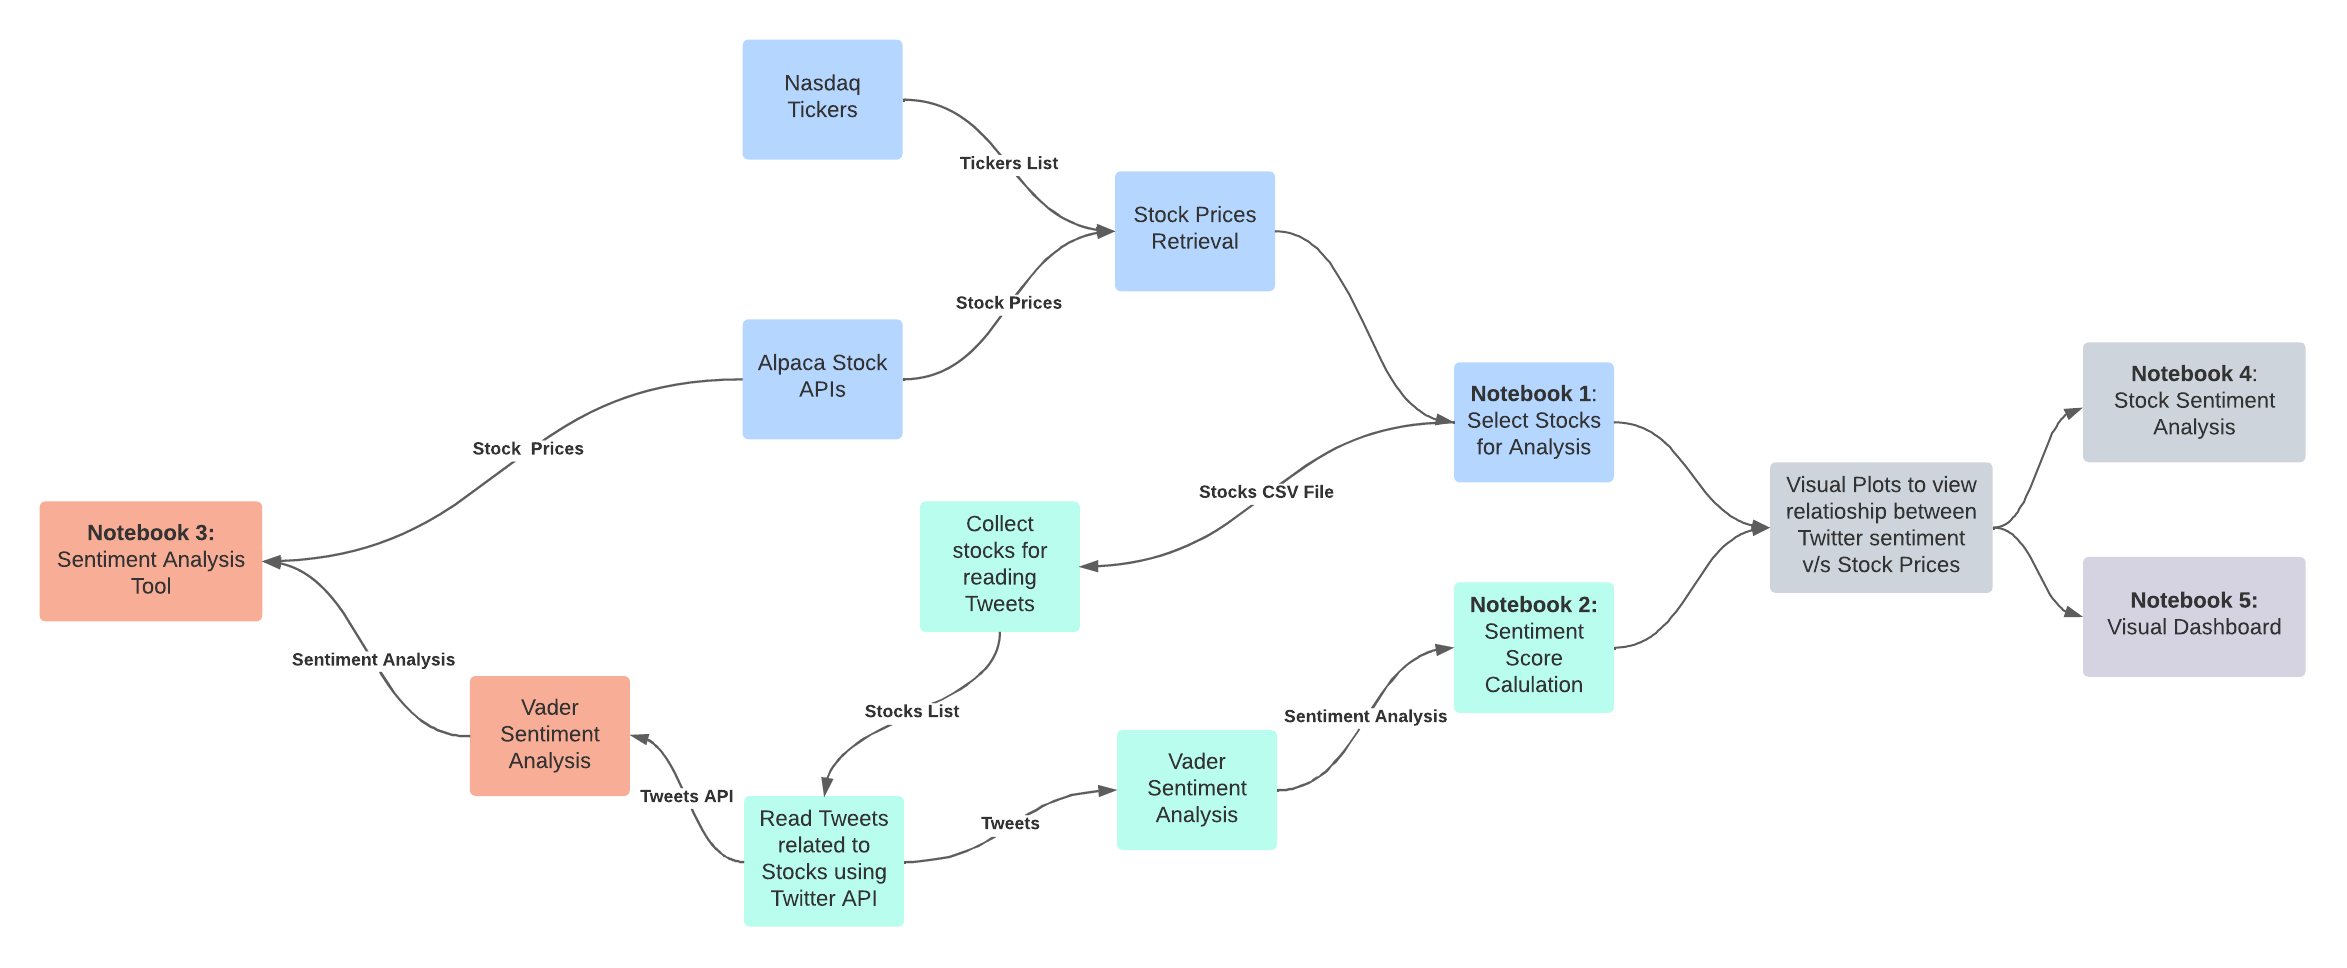 Nasdaq
Tickers
Tickers List
Stock Prices
Retrieval
Stock Prices
Alpaca Stock
APIs
Stock  Prices
Notebook 1:
Select Stocks
for Analysis
Stocks CSV File
Notebook 4:
Stock Sentiment
Analysis
Visual Plots to view
relatioship between
Twitter sentiment
v/s Stock Prices
Notebook 3:
Sentiment Analysis
Tool
Collect
stocks for
reading
Tweets
Notebook 2:
Sentiment
Score
Calulation
Notebook 5:
Visual Dashboard
Sentiment Analysis
Vader
Sentiment
Analysis
Stocks List
Sentiment Analysis
Tweets API
Read Tweets
related to
Stocks using
Twitter API
Tweets
Vader
Sentiment
Analysis